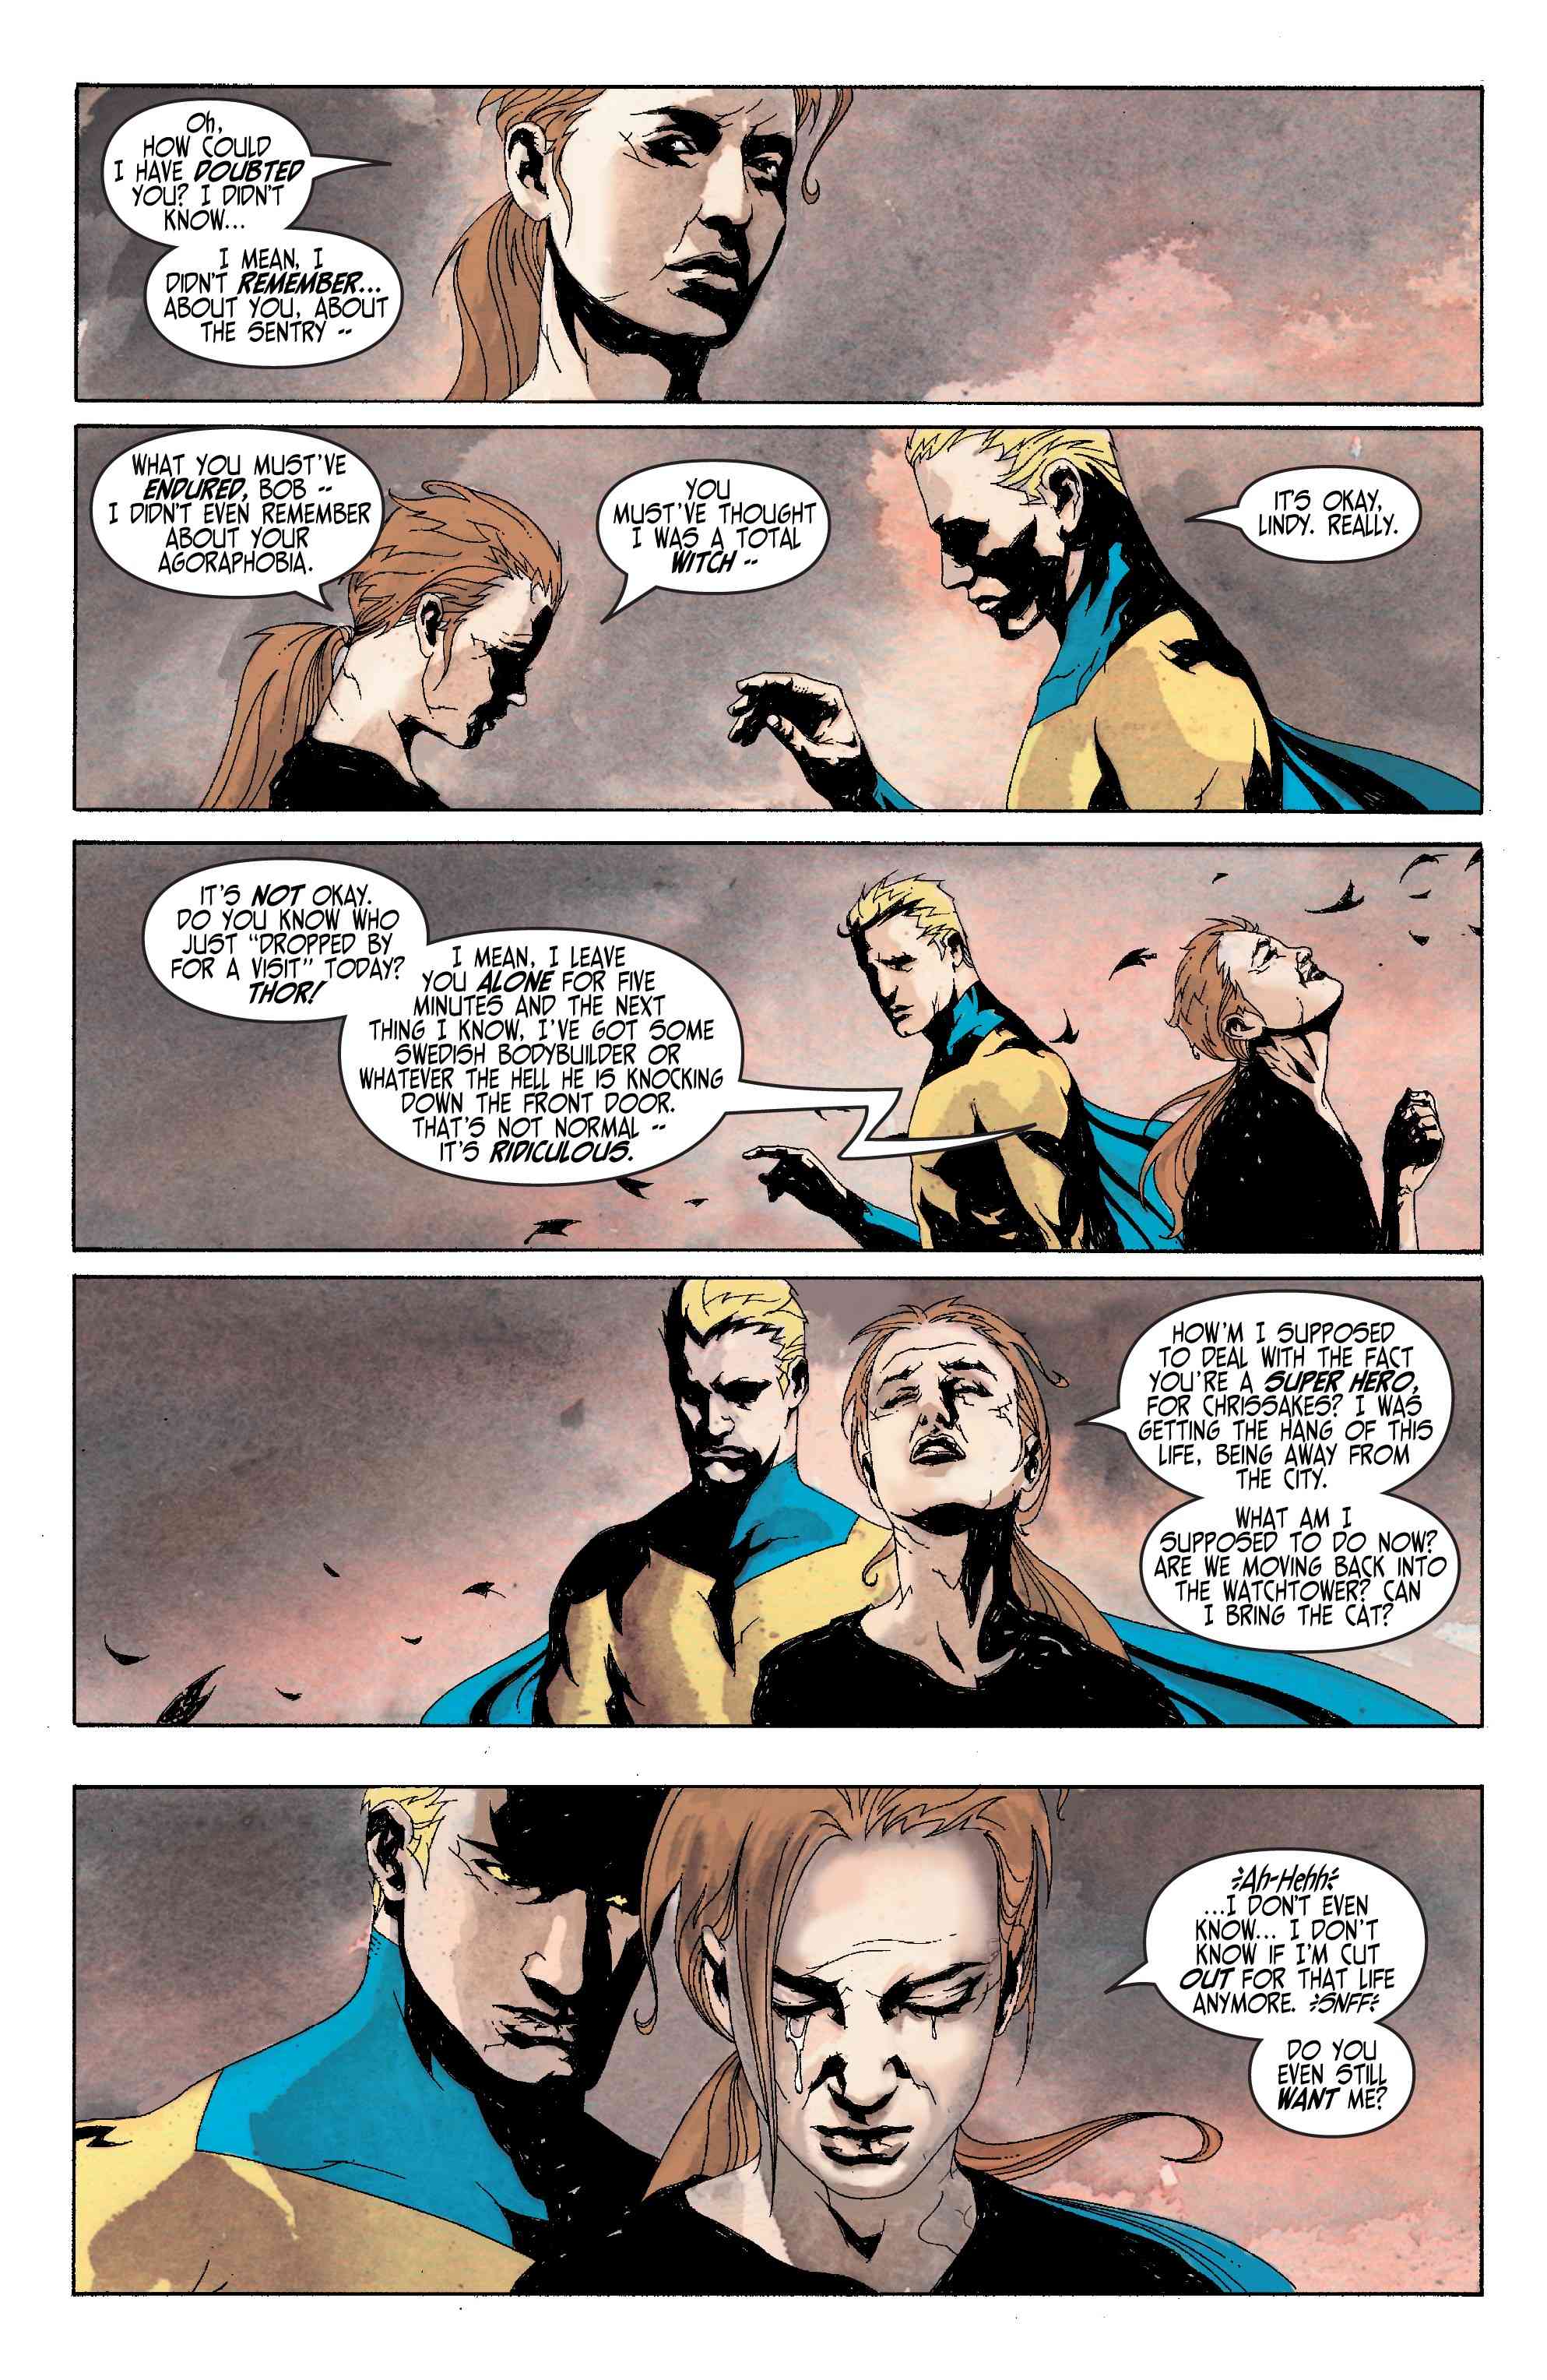 Oh,
HOW COULD
I HAVE DOUBTED
YOU? I DIDN'T
KNOW...
I MEAN, I
DIDN'T REMEMBER...
ABOUT YOU, ABOUT
THE SENTRY --
WHAT YOU MUST'VE
ENDURED, BOB --
I DIDN'T EVEN REMEMBER
ABOUT YOUR
AGORAPHOBIA.
YOU
MUST'VE THOUGHT
I WAS A TOTAL
WITCH --
IT'S OKAY,
LINDY. REALLY.
IT'S NOT OKAY.
DO YOU KNOW WHO
JUST "DROPPED BY
FOR A VISIT" TODAY?
THOR!
I MEAN, I LEAVE
YOU ALONE FOR FIVE
MINUTES AND THE NEXT
THING I KNOW, I'VE GOT SOME
SWEDISH BODYBUILDER OR
WHATEVER THE HELL HE IS KNOCKING
DOWN THE FRONT DOOR.
THAT'S NOT NORMAL --
IT'S RIDICULOUS.
HOW'M I SUPPOSED
TO DEAL WITH THE FACT
YOU'RE A SUPER HERO,
FOR CHRISSAKES? I WAS
GETTING THE HANG OF THIS
LIFE, BEING AWAY FROM
THE CITY.
WHAT AM I
SUPPOSED TO DO NOW?
ARE WE MOVING BACK INTO
THE WATCHTOWER? CAN
I BRING THE CAT?
Ah-Hehh
...I DON'T EVEN
KNOW... I DON'T
KNOW IF I'M CUT
OUT FOR THAT LIFE
ANYMORE. SNFF
DO YOU
EVEN STILL
WANT ME?